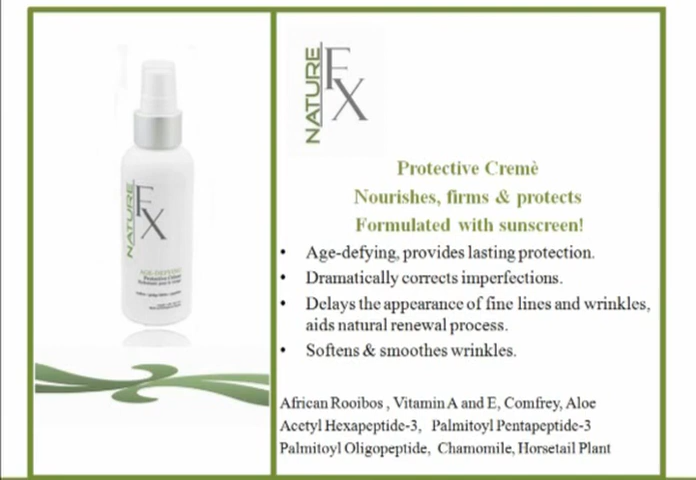 NATURE
FX
AGE-DEFYING
Protective Crème
NATURE
FX
Protective Cremè
Nourishes, firms & protects
Formulated with sunscreen!
• Age-defying, provides lasting protection.
• Dramatically corrects imperfections.
• Delays the appearance of fine lines and wrinkles,
aids natural renewal process.
• Softens & smoothes wrinkles.
African Rooibos , Vitamin A and E, Comfrey, Aloe
Acetyl Hexapeptide-3, Palmitoyl Pentapeptide-3
Palmitoyl Oligopeptide, Chamomile, Horsetail Plant